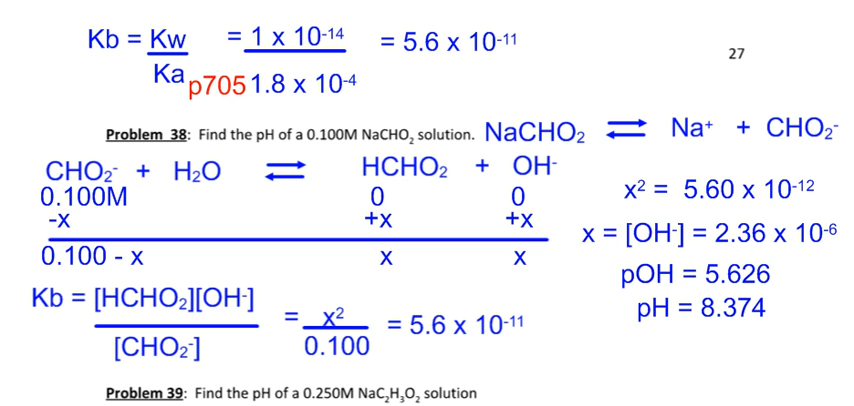 Kb = Kw = 1 x 10-14 = 5.6 x 10-11
Ka p705 1.8 x 10-4
27
Problem 38: Find the pH of a 0.100M NaCHO2 solution. NaCHO2 ⇌ Na+ + CHO2-
CHO2- + H2O ⇌ HCHO2 + OH-
0.100M 0 0
-x +x +x
0.100 - x x x
x2 = 5.60 x 10-12
x = [OH-] = 2.36 x 10-6
pOH = 5.626
pH = 8.374
Kb = [HCHO2][OH-] = x2 = 5.6 x 10-11
[CHO2-] 0.100
Problem 39: Find the pH of a 0.250M NaC2H3O2 solution